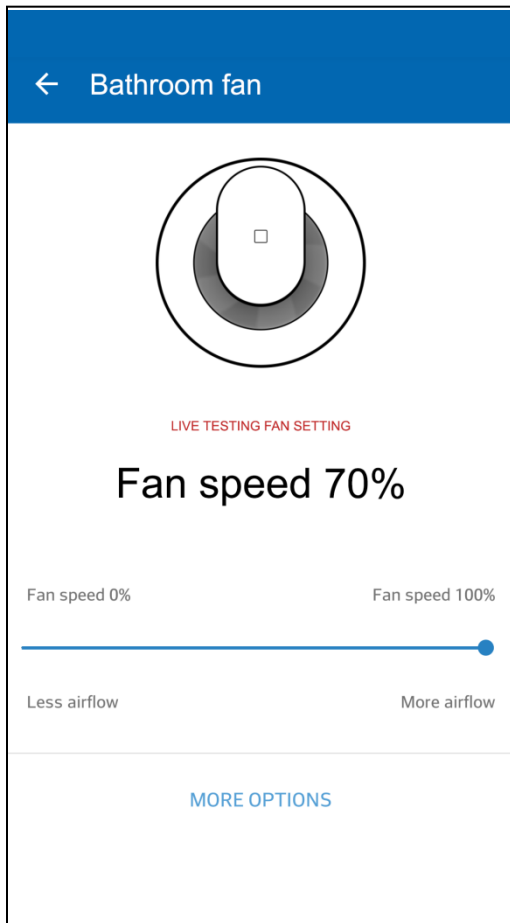 Bathroom fan
LIVE TESTING FAN SETTING
Fan speed 70%
Fan speed 0% Fan speed 100%
Less airflow More airflow
MORE OPTIONS